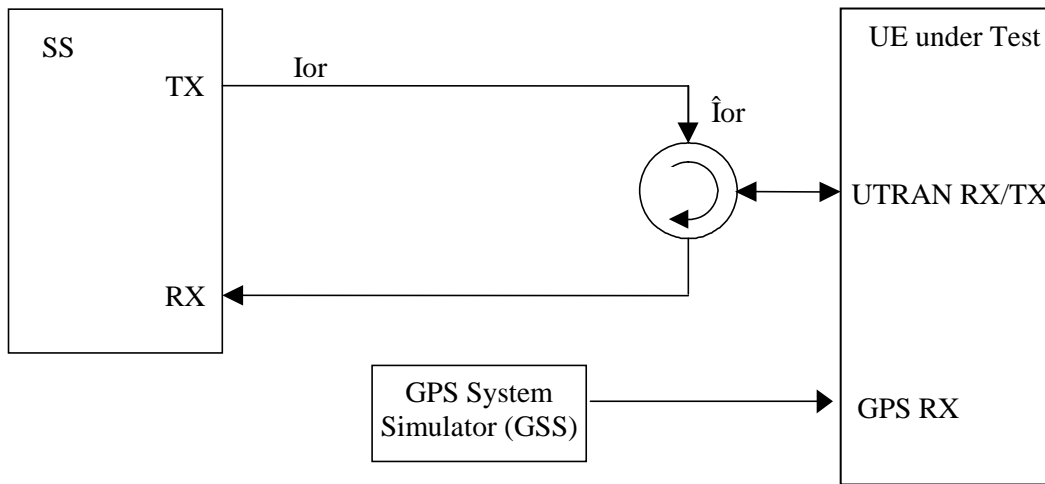 SS
UE under Test
TX
Ior
Îor
UTRAN RX/TX
RX
GPS System
Simulator (GSS)
GPS RX